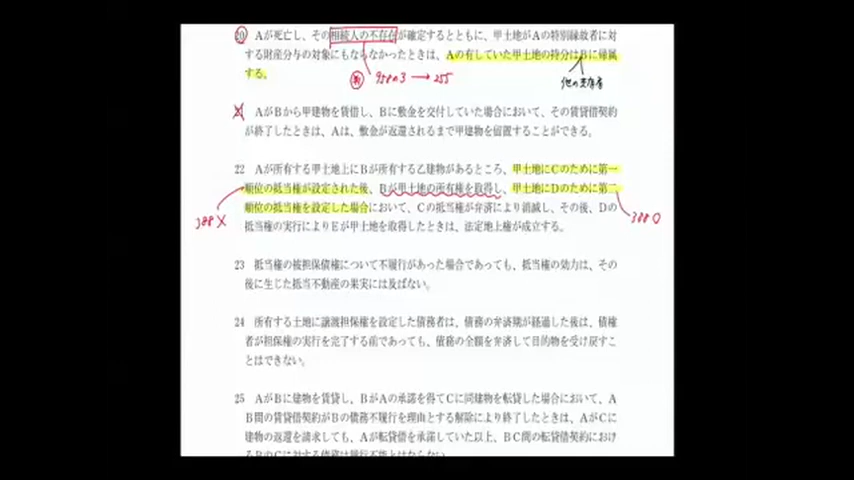 20 Aが死亡し、その相続人の不存在が確定するとともに、甲土地がAの特別縁故者に対
する財産分与の対象にもならなかったときは、Aの有していた甲土地の持分はBに帰属
する。
958の3 → 255
他の共有者
AがBから甲建物を賃借し、Bに敷金を交付していた場合において、その賃貸借契約
が終了したときは、Aは、敷金が返還されるまで甲建物を留置することができる。
22 Aが所有する甲土地上にBが所有する乙建物があるところ、甲土地にCのために第一
順位の抵当権が設定された後、Bが甲土地の所有権を取得し、甲土地にDのために第二
順位の抵当権を設定した場合において、Cの抵当権が弁済により消滅し、その後、Dの
388 X
388 O
抵当権の実行によりEが甲土地を取得したときは、法定地上権が成立する。
23 抵当権の被担保債権について不履行があった場合であっても、抵当権の効力は、その
後に生じた抵当不動産の果実には及ばない。
24 所有する土地に譲渡担保権を設定した債務者は、債務の弁済期が経過した後は、債権
者が担保権の実行を完了する前であっても、債務の全額を弁済して目的物を受け戻すこ
とはできない。
25 AがBに建物を賃貸し、BがAの承諾を得てCに同建物を転貸した場合において、A
B間の賃貸借契約がBの債務不履行を理由とする解除により終了したときは、AがCに
建物の返還を請求しても、Aが転貸借を承諾していた以上、BC間の転貸借契約におけ
るBのCに対する債務は履行不能とはならない。